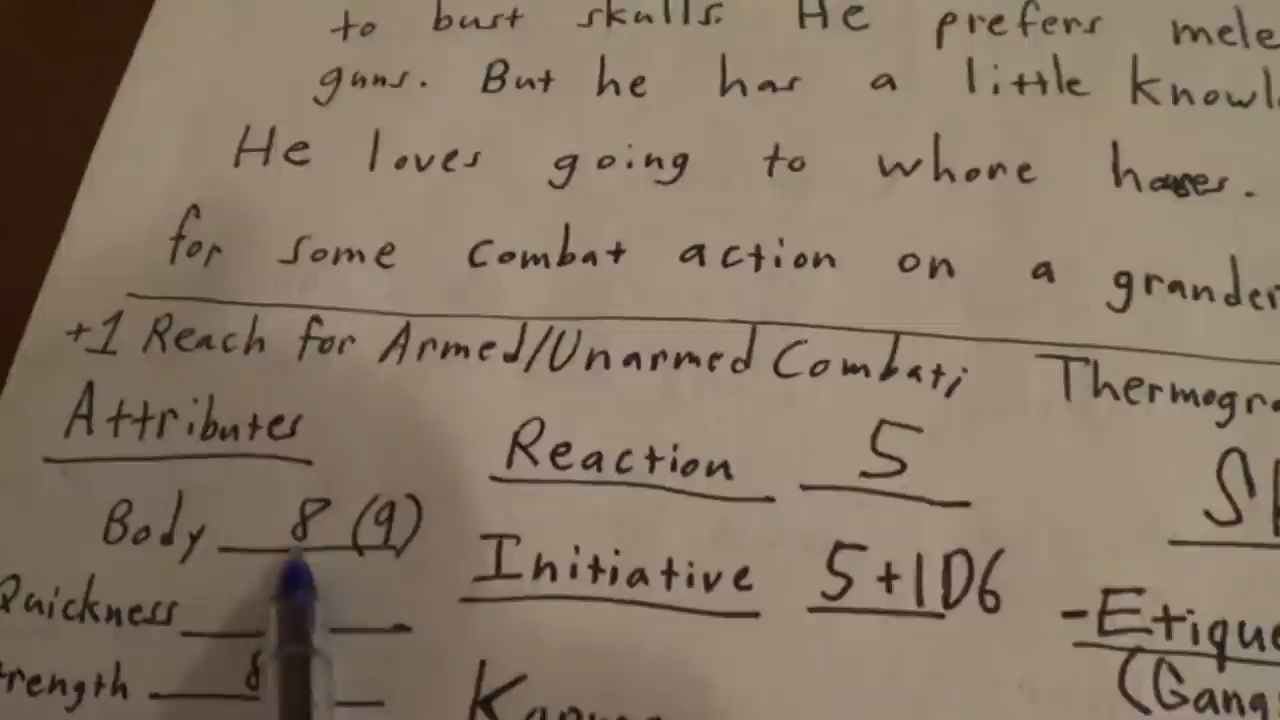 to bust skulls. He prefers mele
guns. But he has a little knowl
He loves going to whore
for some combat action on a grander
+1 Reach for Armed/Unarmed Combat; Thermogr
Attributes
Reaction 5
Body 8 (9)
Initiative 5+1D6
Quickness
-Etique
trength 8
(Gang
Karma